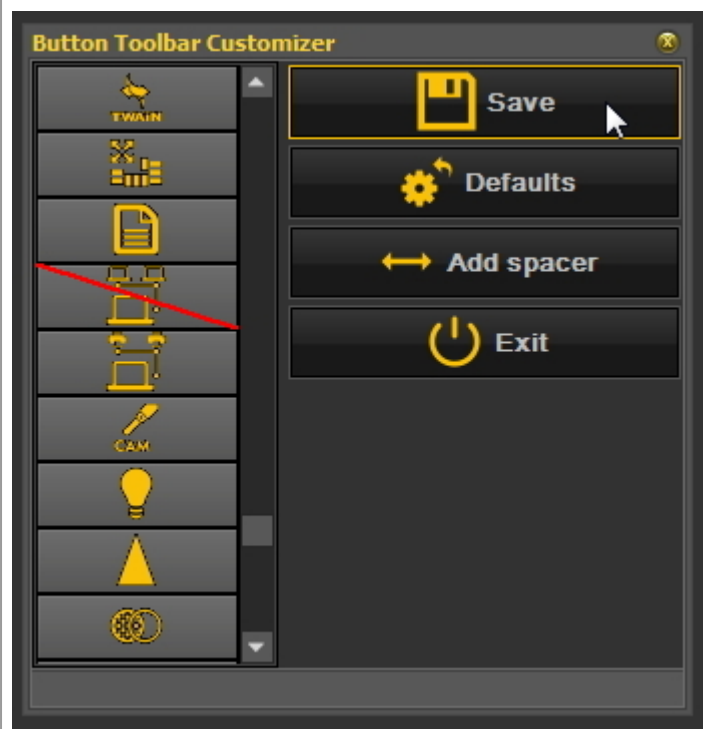 Button Toolbar Customizer
TWAIN
CAM
Save
Defaults
Add spacer
Exit